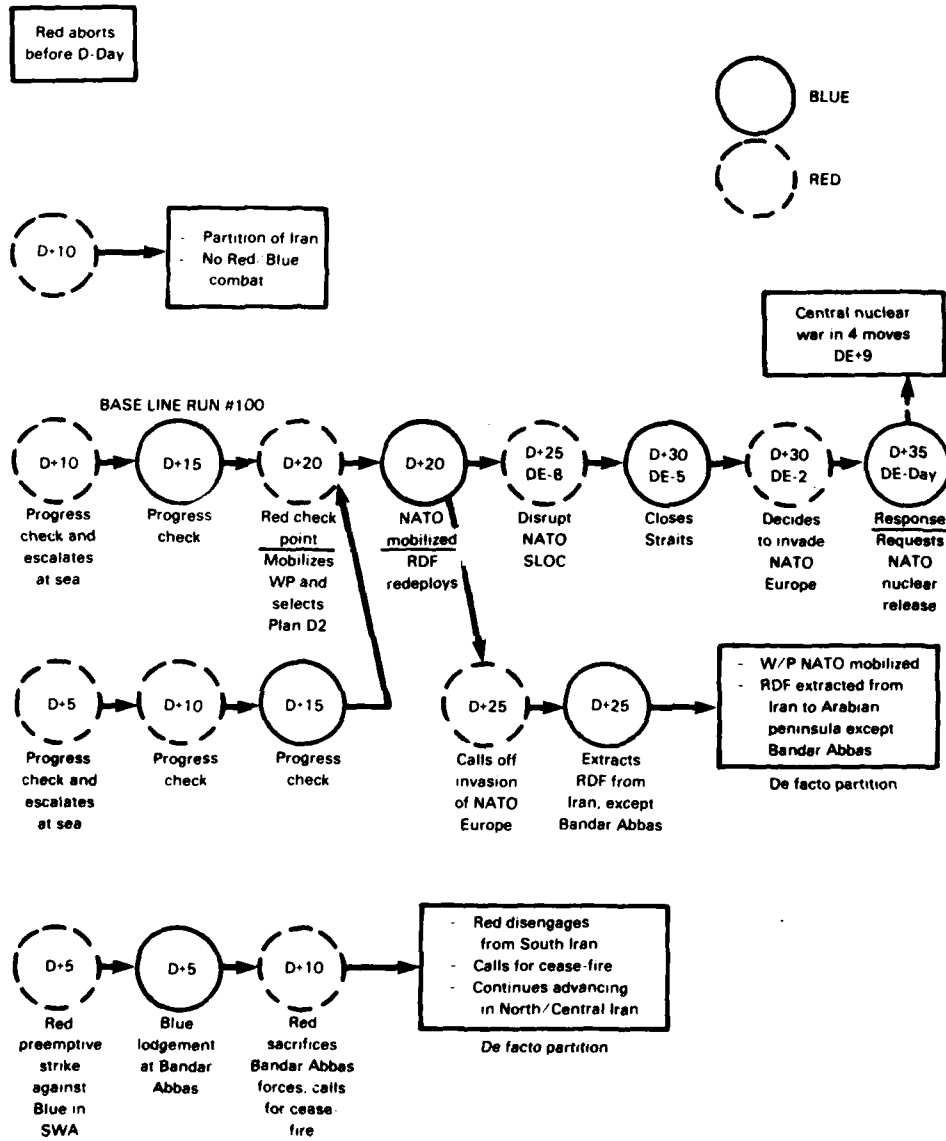 Red aborts
before D-Day
BLUE
RED
D+10
- Partition of Iran
- No Red/Blue
combat
Central nuclear
war in 4 moves
DE+9
BASE LINE RUN #100
D+10
D+15
D+20
D+20
D+25
DE-8
D+30
DE-5
D+30
DE-2
D+35
DE-Day
Progress
check and
escalates
at sea
Progress
check
Red check
point
Mobilizes
WP and
selects
Plan D2
NATO
mobilized
RDF
redeploys
Disrupt
NATO
SLOC
Closes
Straits
Decides
to invade
NATO
Europe
Response
Requests
NATO
nuclear
release
D+5
D+10
D+15
Progress
check and
escalates
at sea
Progress
check
Progress
check
D+25
D+25
Calls off
invasion
of NATO
Europe
Extracts
RDF from
Iran, except
Bandar Abbas
- W/P NATO mobilized
- RDF extracted from
Iran to Arabian
peninsula except
Bandar Abbas
De facto partition
D+5
D+5
D+10
Red
preemptive
strike
against
Blue in
SWA
Blue
lodgement
at Bandar
Abbas
Red
sacrifices
Bandar Abbas
forces, calls
for cease-
fire
- Red disengages
from South Iran
- Calls for cease-fire
- Continues advancing
in North/Central Iran
De facto partition